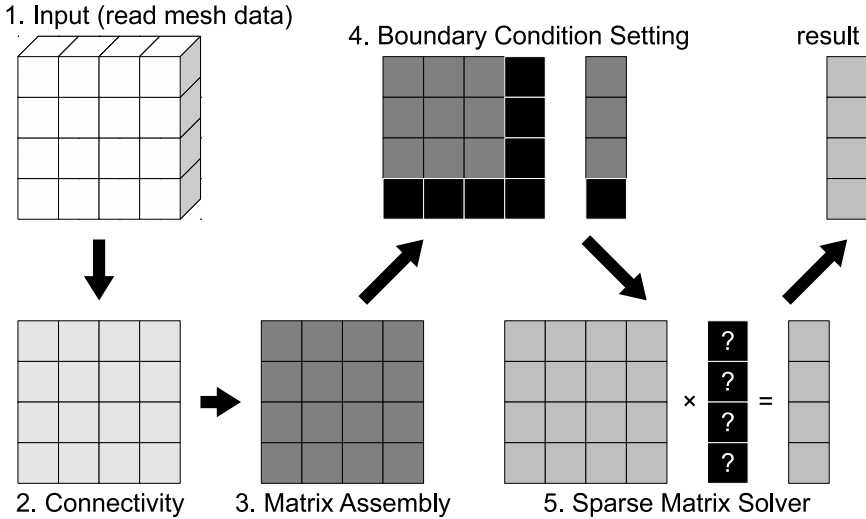 1. Input (read mesh data)
4. Boundary Condition Setting
result
?
?
?
?
×
=
2. Connectivity
3. Matrix Assembly
5. Sparse Matrix Solver